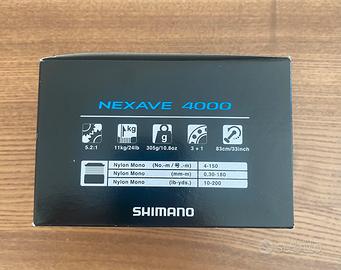 NEXAVE 4000
kg
g
5.2:1 11kg/24lb 305g/10.8oz 3 + 1 83cm/33inch
Nylon Mono (No.-m / 号.-m) 4-150
Nylon Mono (mm-m) 0.30-180
Nylon Mono (lb-yds.) 10-200
SHIMANO